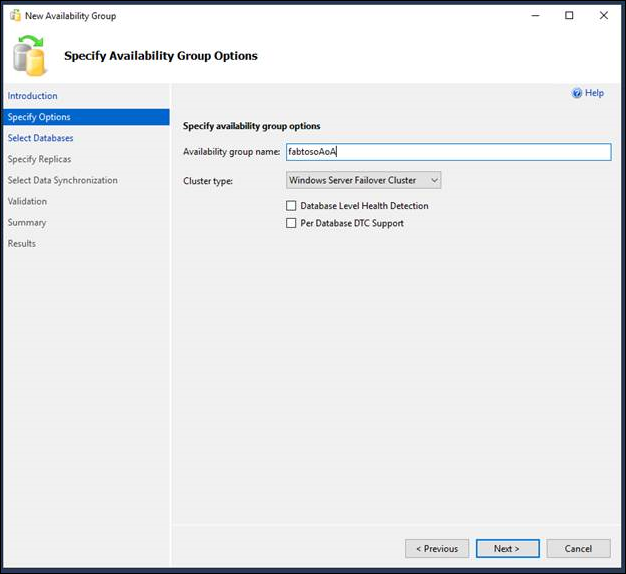 New Availability Group
Specify Availability Group Options
Help
Introduction
Specify Options
Select Databases
Specify Replicas
Select Data Synchronization
Validation
Summary
Results
Specify availability group options
Availability group name: fabtosoAoA
Cluster type: Windows Server Failover Cluster
Database Level Health Detection
Per Database DTC Support
< Previous Next > Cancel